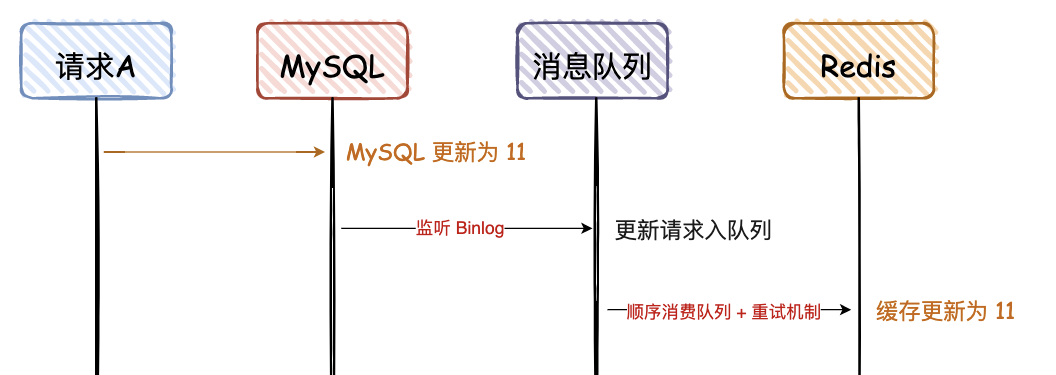 请求A
MySQL
消息队列
Redis
MySQL 更新为 11
监听 Binlog
更新请求入队列
顺序消费队列 + 重试机制
缓存更新为 11